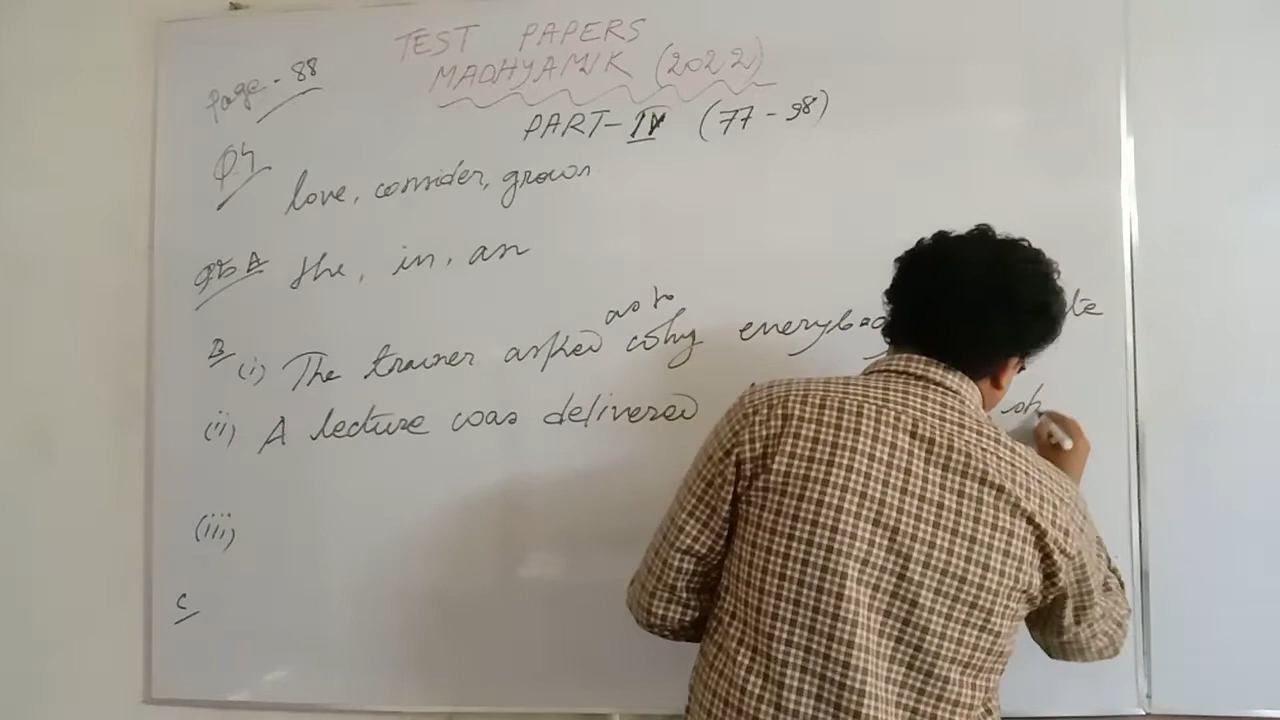 TEST PAPERS
MADHYAMIK (2022)
Page - 88
PART-IV (77 - 98)
Q4
love, consider, grown
Q5 A the, in, an
as to
B (i) The trainer asked why everybody
(ii) A lecture was delivered sh
(iii)
C